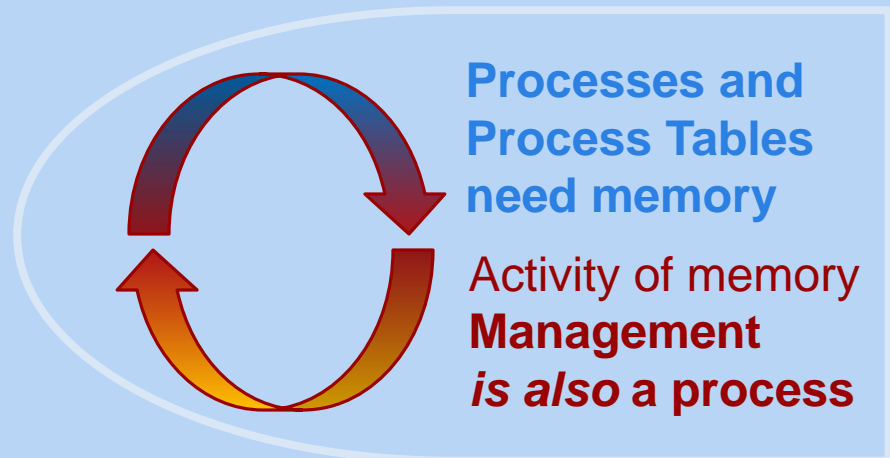 Processes and
Process Tables
need memory
Activity of memory
Management
is also a process